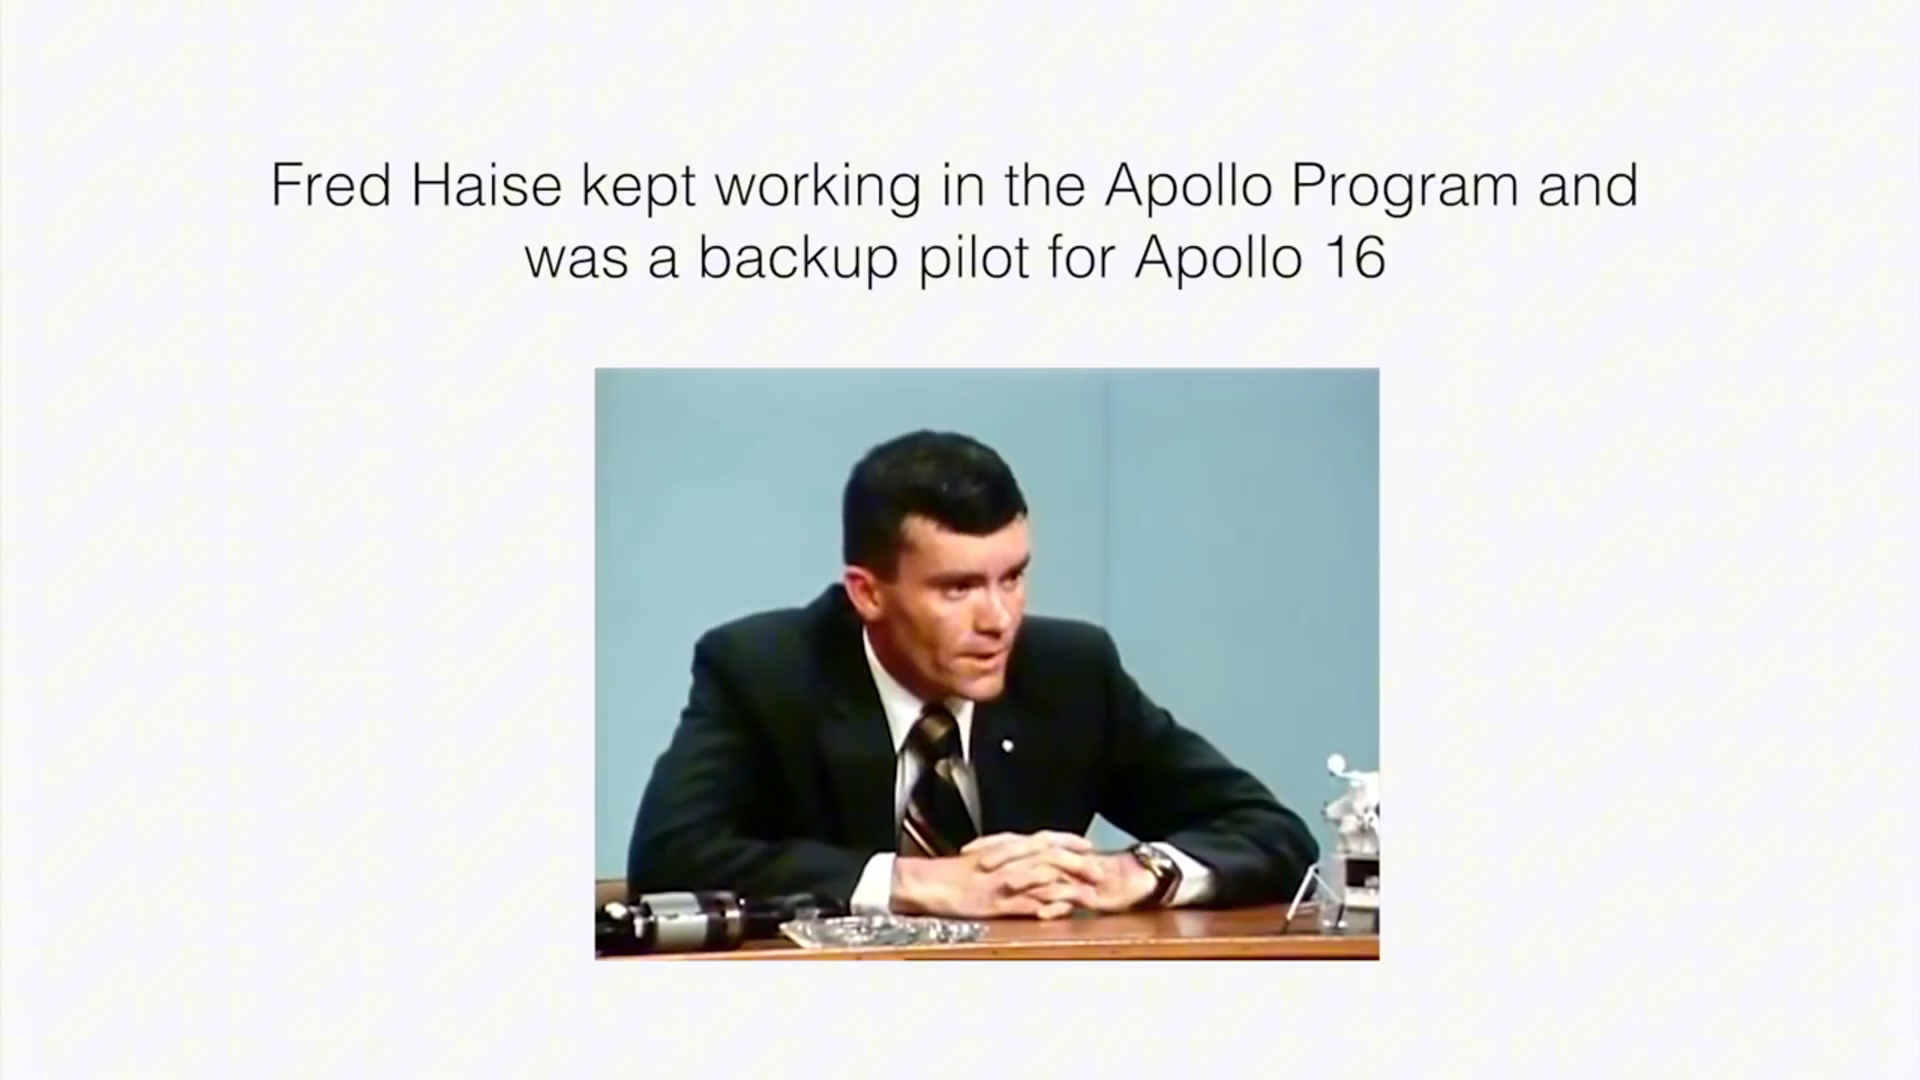 Fred Haise kept working in the Apollo Program and
was a backup pilot for Apollo 16